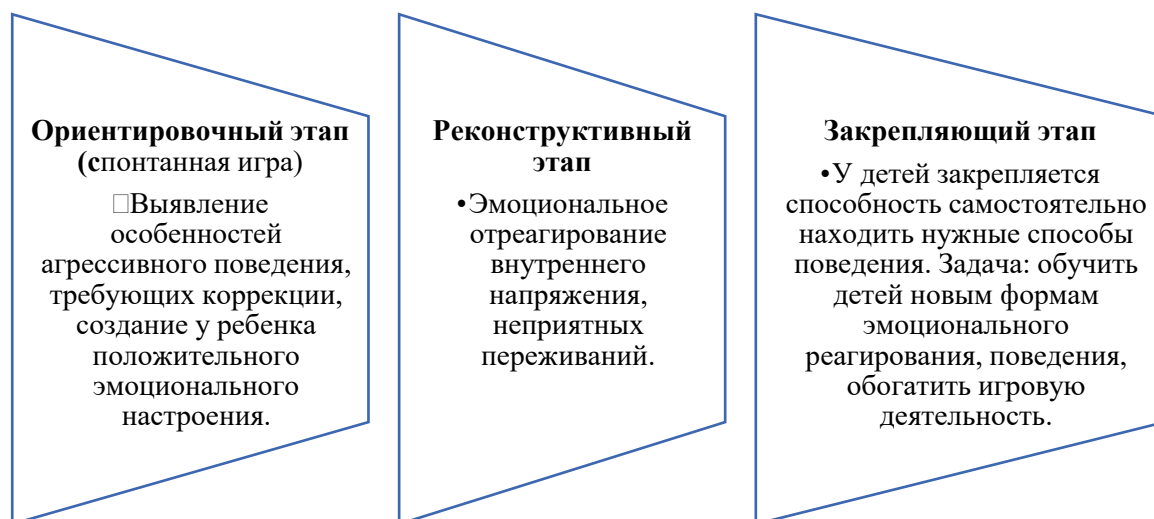 Ориентировочный этап
(спонтанная игра)
□Выявление
особенностей
агрессивного поведения,
требующих коррекции,
создание у ребенка
положительного
эмоционального
настроения.
Реконструктивный
этап
•Эмоциональное
отреагирование
внутреннего
напряжения,
неприятных
переживаний.
Закрепляющий этап
•У детей закрепляется
способность самостоятельно
находить нужные способы
поведения. Задача: обучить
детей новым формам
эмоционального
реагирования, поведения,
обогатить игровую
деятельность.